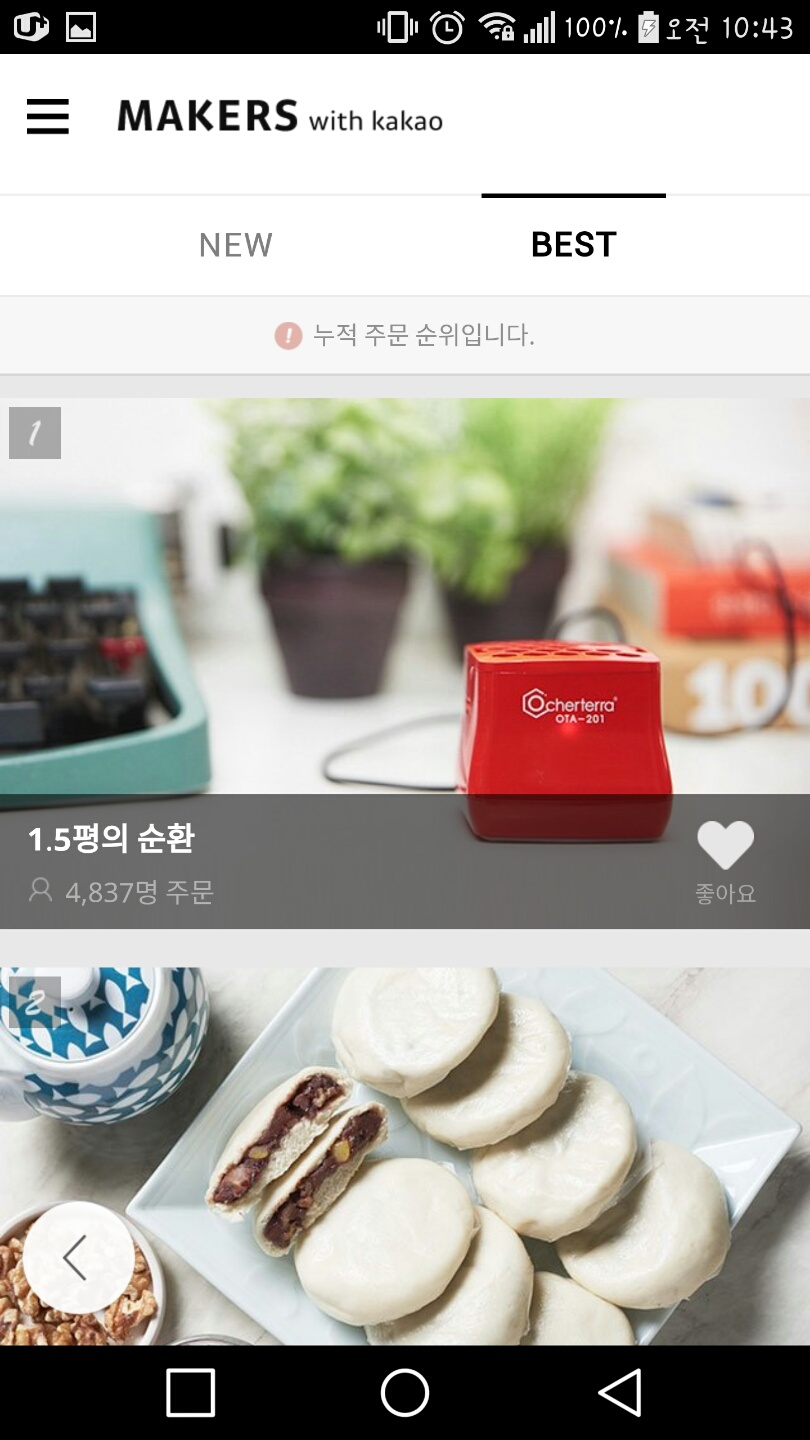 100% 오전 10:43
MAKERS with kakao
NEW BEST
! 누적 주문 순위입니다.
1
Ocherterra®
OTA-201
100
1.5평의 순환
4,837명 주문
좋아요
2